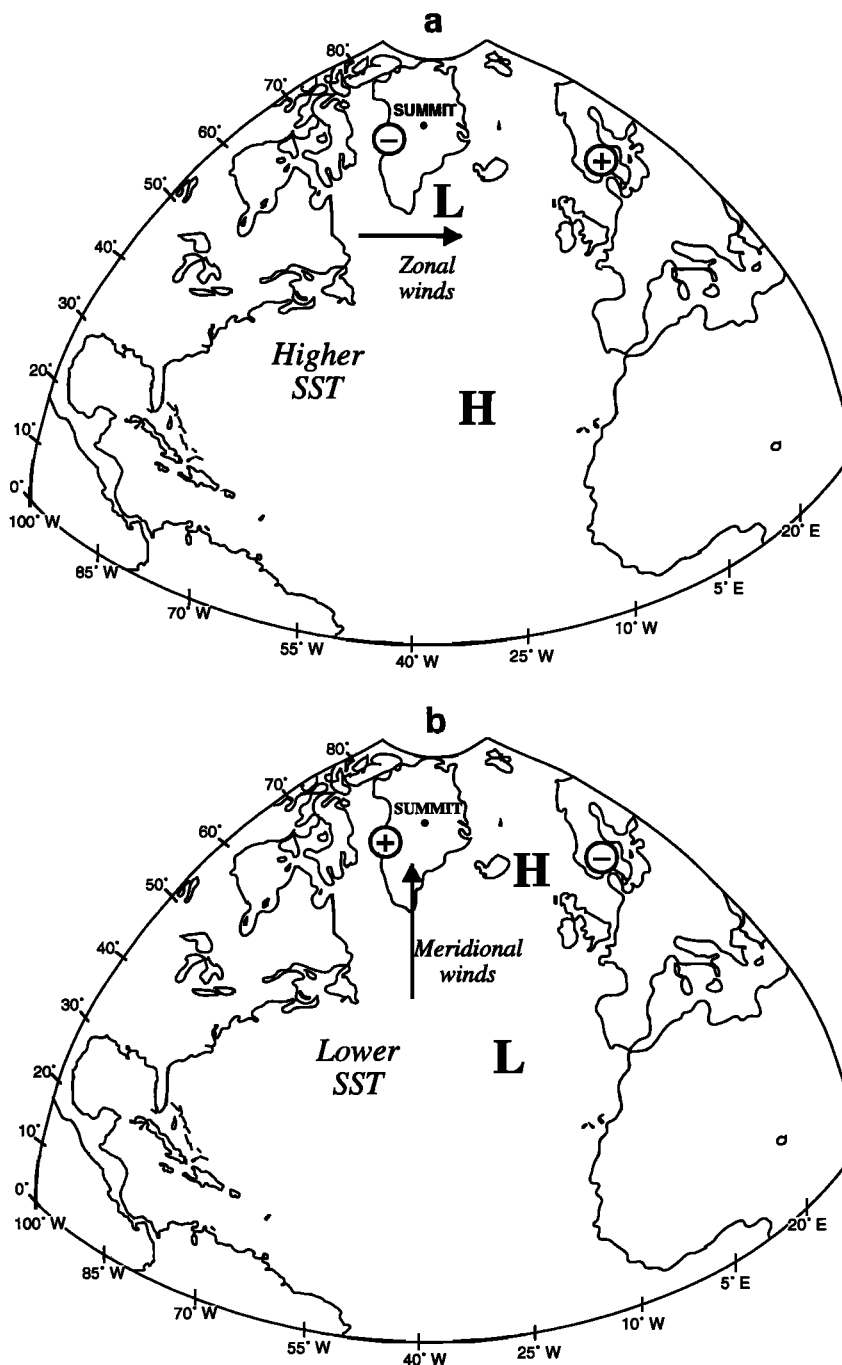 a
80°
70°
60°
50°
40°
30°
20°
10°
0°
100° W
85° W
70° W
55° W
40° W
25° W
10° W
5° E
20° E
SUMMIT
−
+
L
Zonal
winds
Higher
SST
H
b
80°
70°
60°
50°
40°
30°
20°
10°
0°
100° W
85° W
70° W
55° W
40° W
25° W
10° W
5° E
20° E
SUMMIT
+
−
H
Meridional
winds
Lower
SST
L